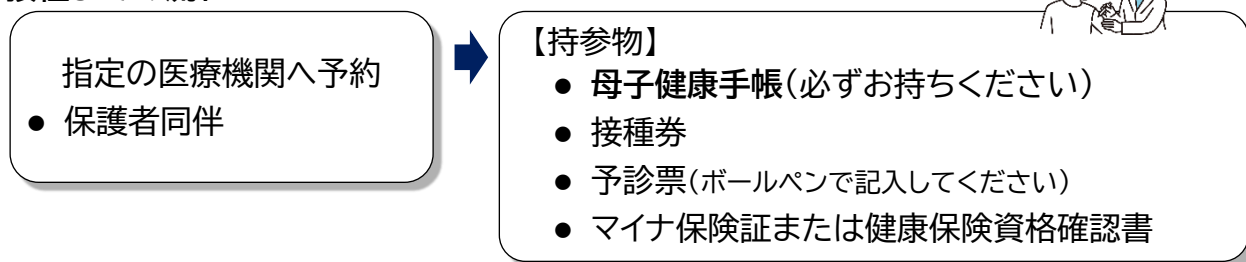 指定の医療機関へ予約
● 保護者同伴
【持参物】
● 母子健康手帳(必ずお持ちください)
● 接種券
● 予診票(ボールペンで記入してください)
● マイナ保険証または健康保険資格確認書